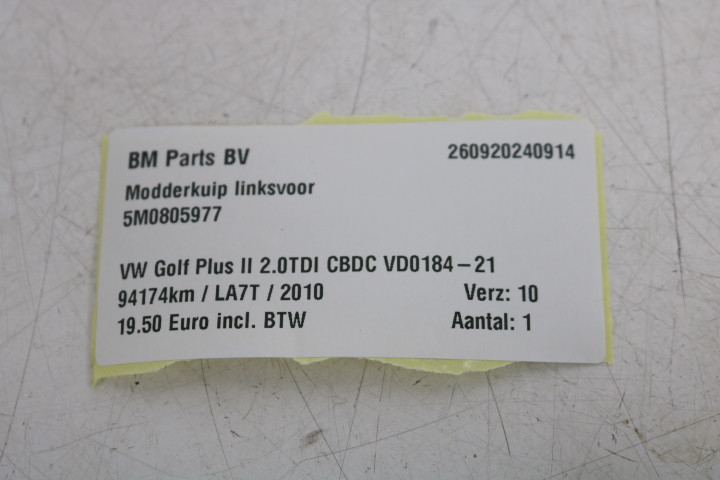 BM Parts BV 260920240914
Modderkuip linksvoor
5M0805977
VW Golf Plus II 2.0TDI CBDC VD0184-21
94174km / LA7T / 2010 Verz: 10
19.50 Euro incl. BTW Aantal: 1